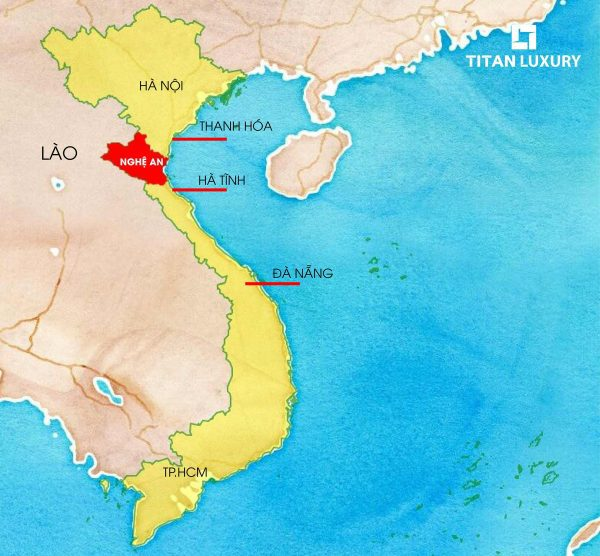 TITAN LUXURY
HÀ NỘI
THANH HÓA
LÀO
NGHỆ AN
HÀ TĨNH
ĐÀ NẴNG
TP.HCM